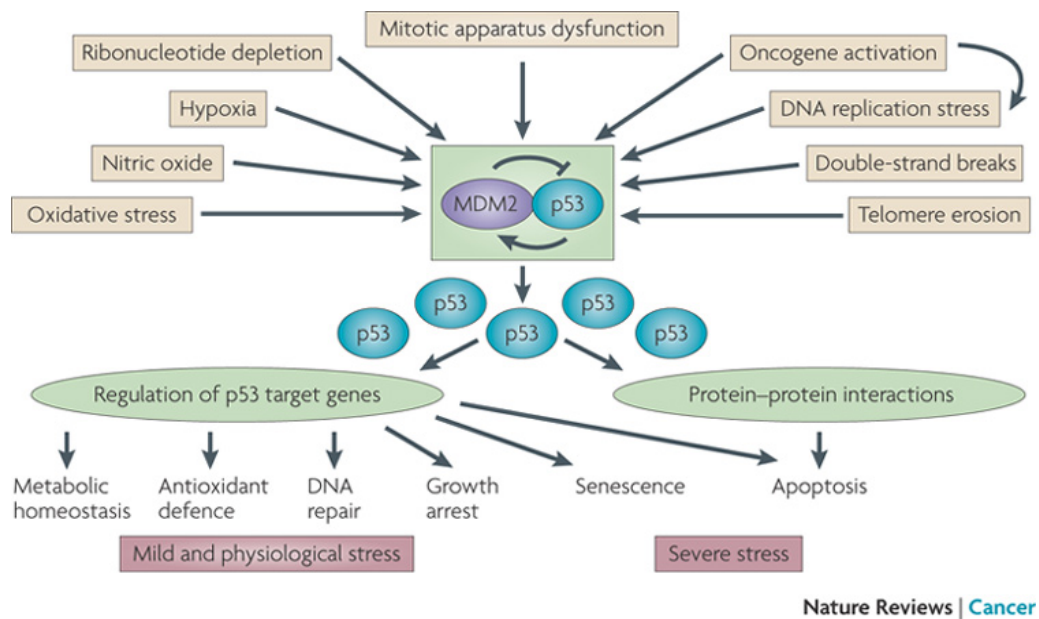 Mitotic apparatus dysfunction
Ribonucleotide depletion
Oncogene activation
Hypoxia
DNA replication stress
Nitric oxide
Double-strand breaks
Oxidative stress
MDM2
p53
Telomere erosion
p53
p53
p53
p53
p53
Regulation of p53 target genes
Protein–protein interactions
Metabolic
homeostasis
Antioxidant
defence
DNA
repair
Growth
arrest
Senescence
Apoptosis
Mild and physiological stress
Severe stress
Nature Reviews | Cancer